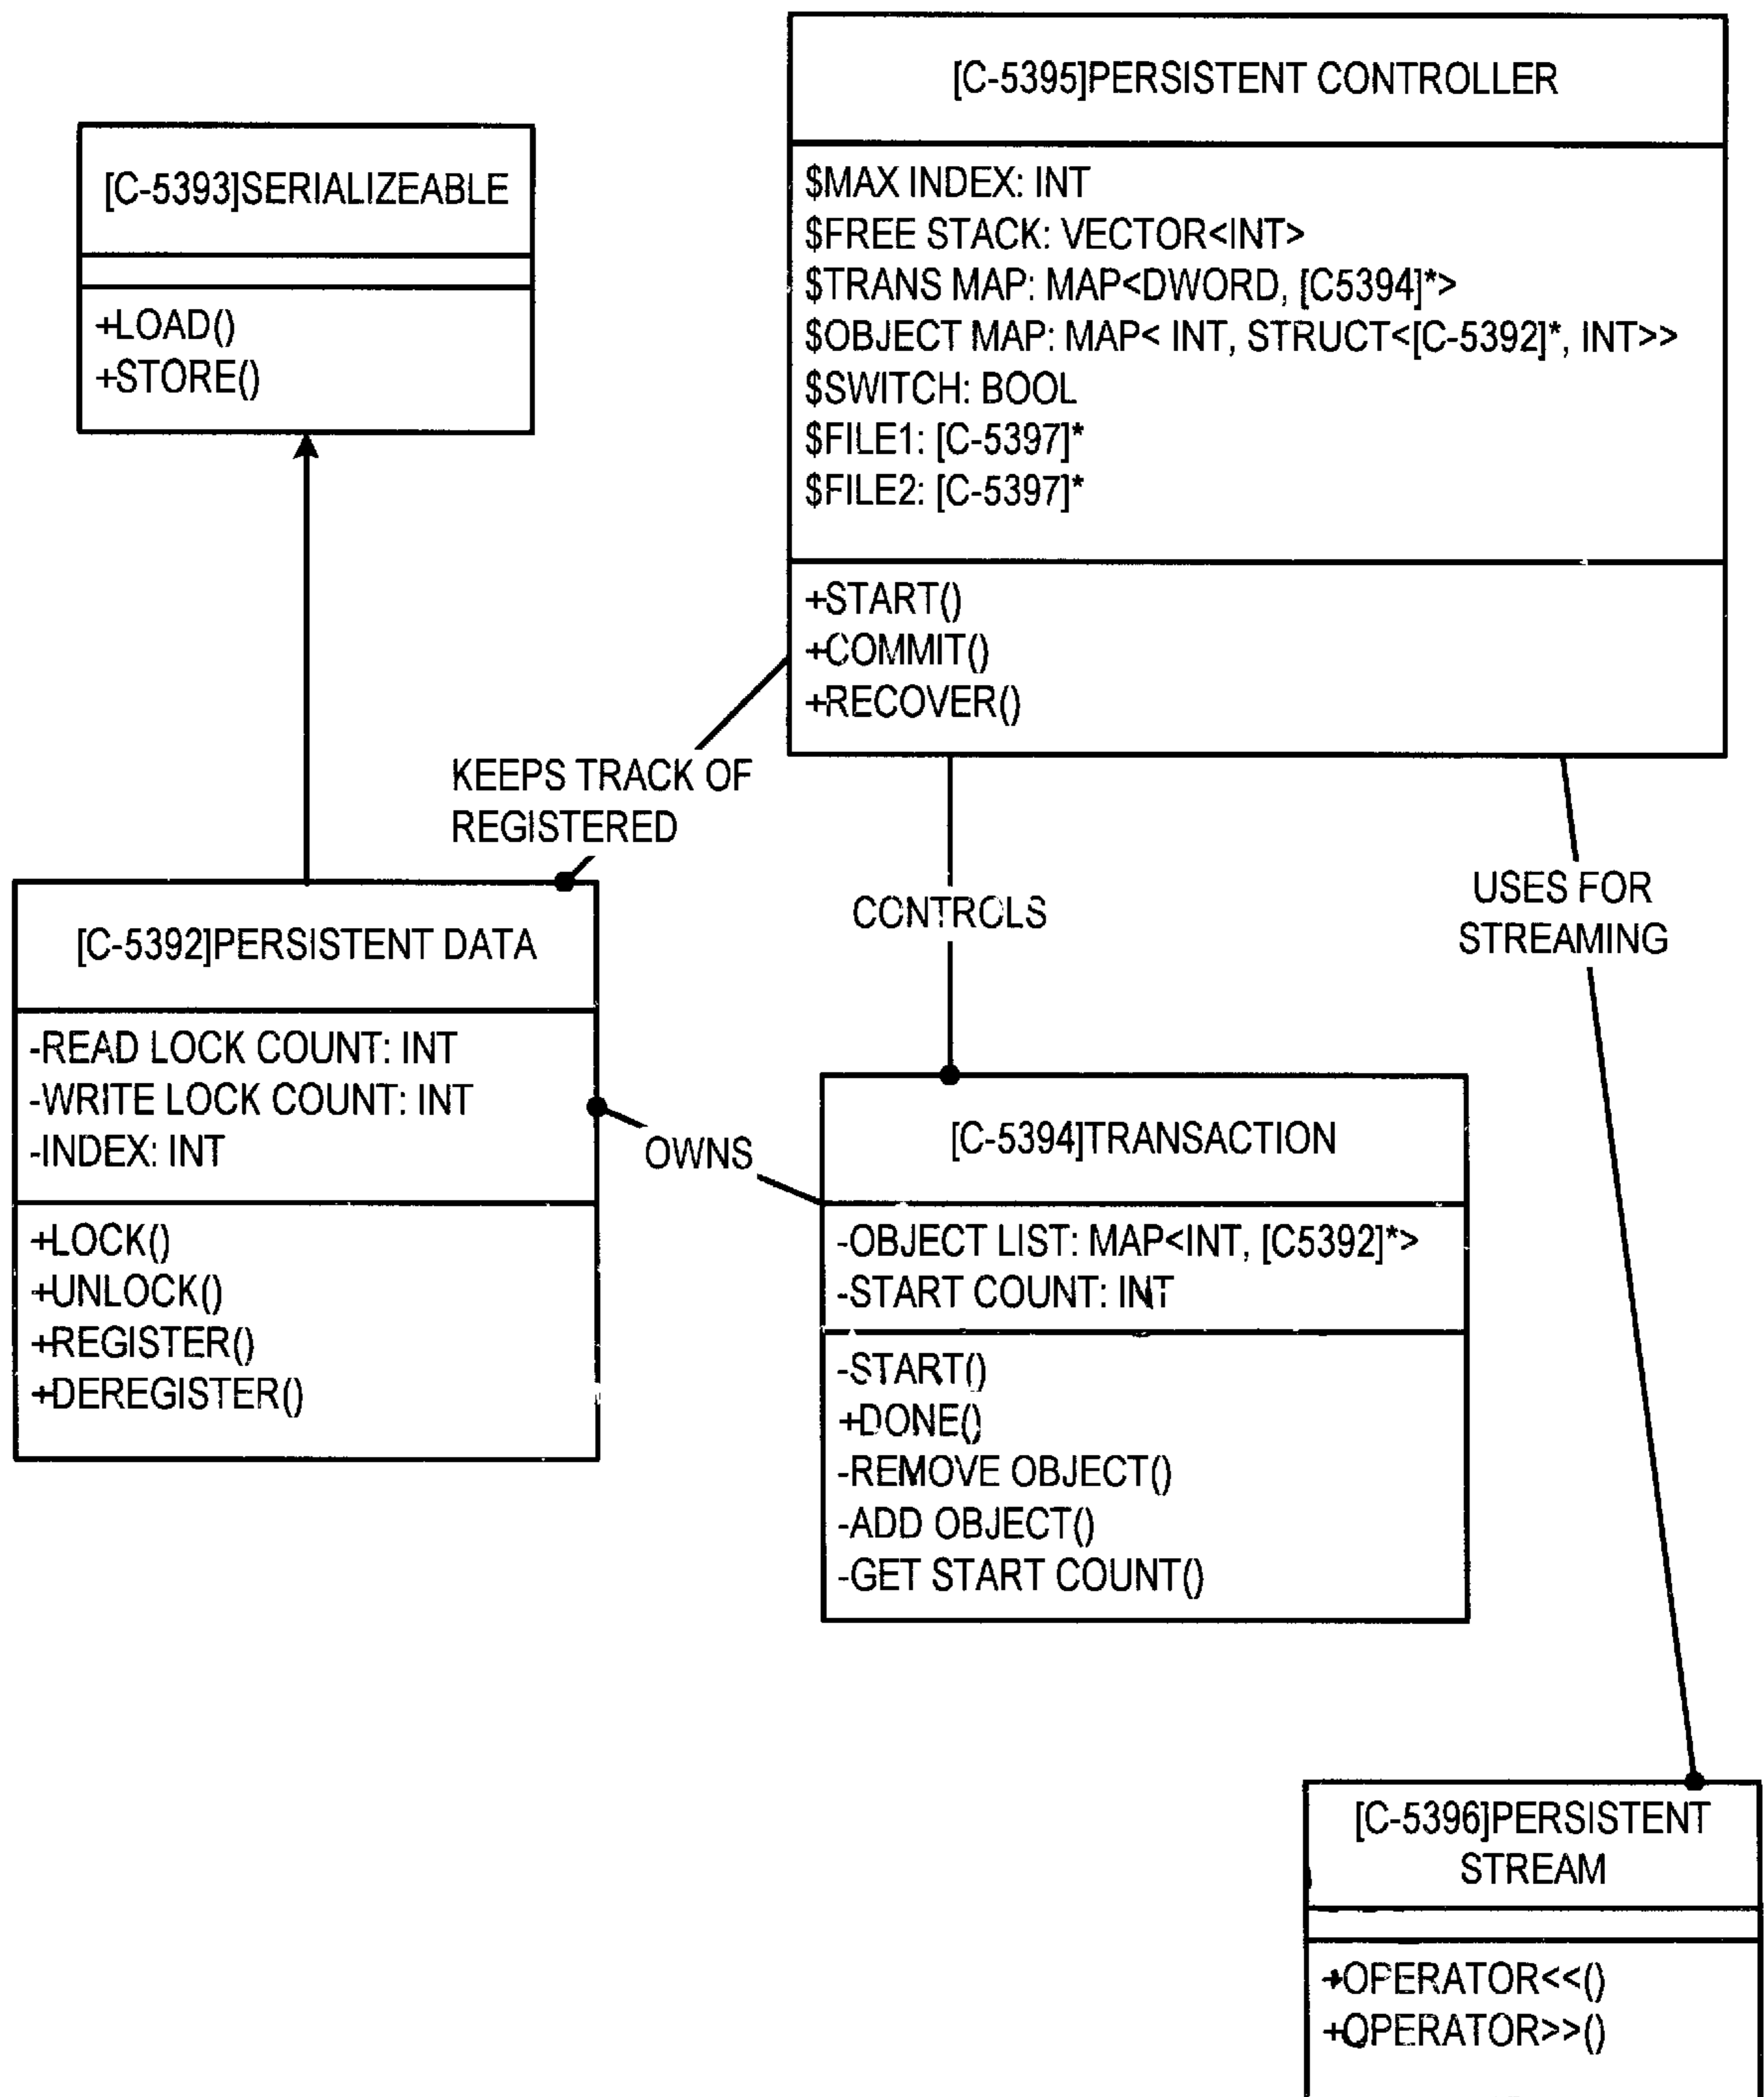 [C-5395]PERSISTENT CONTROLLER
$MAX INDEX: INT
$FREE STACK: VECTOR<INT>
$TRANS MAP: MAP<DWORD, [C5394]*>
$OBJECT MAP: MAP< INT, STRUCT<[C-5392]*, INT>>
$SWITCH: BOOL
$FILE1: [C-5397]*
$FILE2: [C-5397]*
+START()
+COMMIT()
+RECOVER()
[C-5393]SERIALIZEABLE
+LOAD()
+STORE()
KEEPS TRACK OF
REGISTERED
CONTROLS
USES FOR
STREAMING
[C-5392]PERSISTENT DATA
-READ LOCK COUNT: INT
-WRITE LOCK COUNT: INT
-INDEX: INT
+LOCK()
+UNLOCK()
+REGISTER()
+DEREGISTER()
OWNS
[C-5394]TRANSACTION
-OBJECT LIST: MAP<INT, [C5392]*>
-START COUNT: INT
-START()
+DONE()
-REMOVE OBJECT()
-ADD OBJECT()
-GET START COUNT()
[C-5396]PERSISTENT
STREAM
+OPERATOR<<()
+OPERATOR>>()